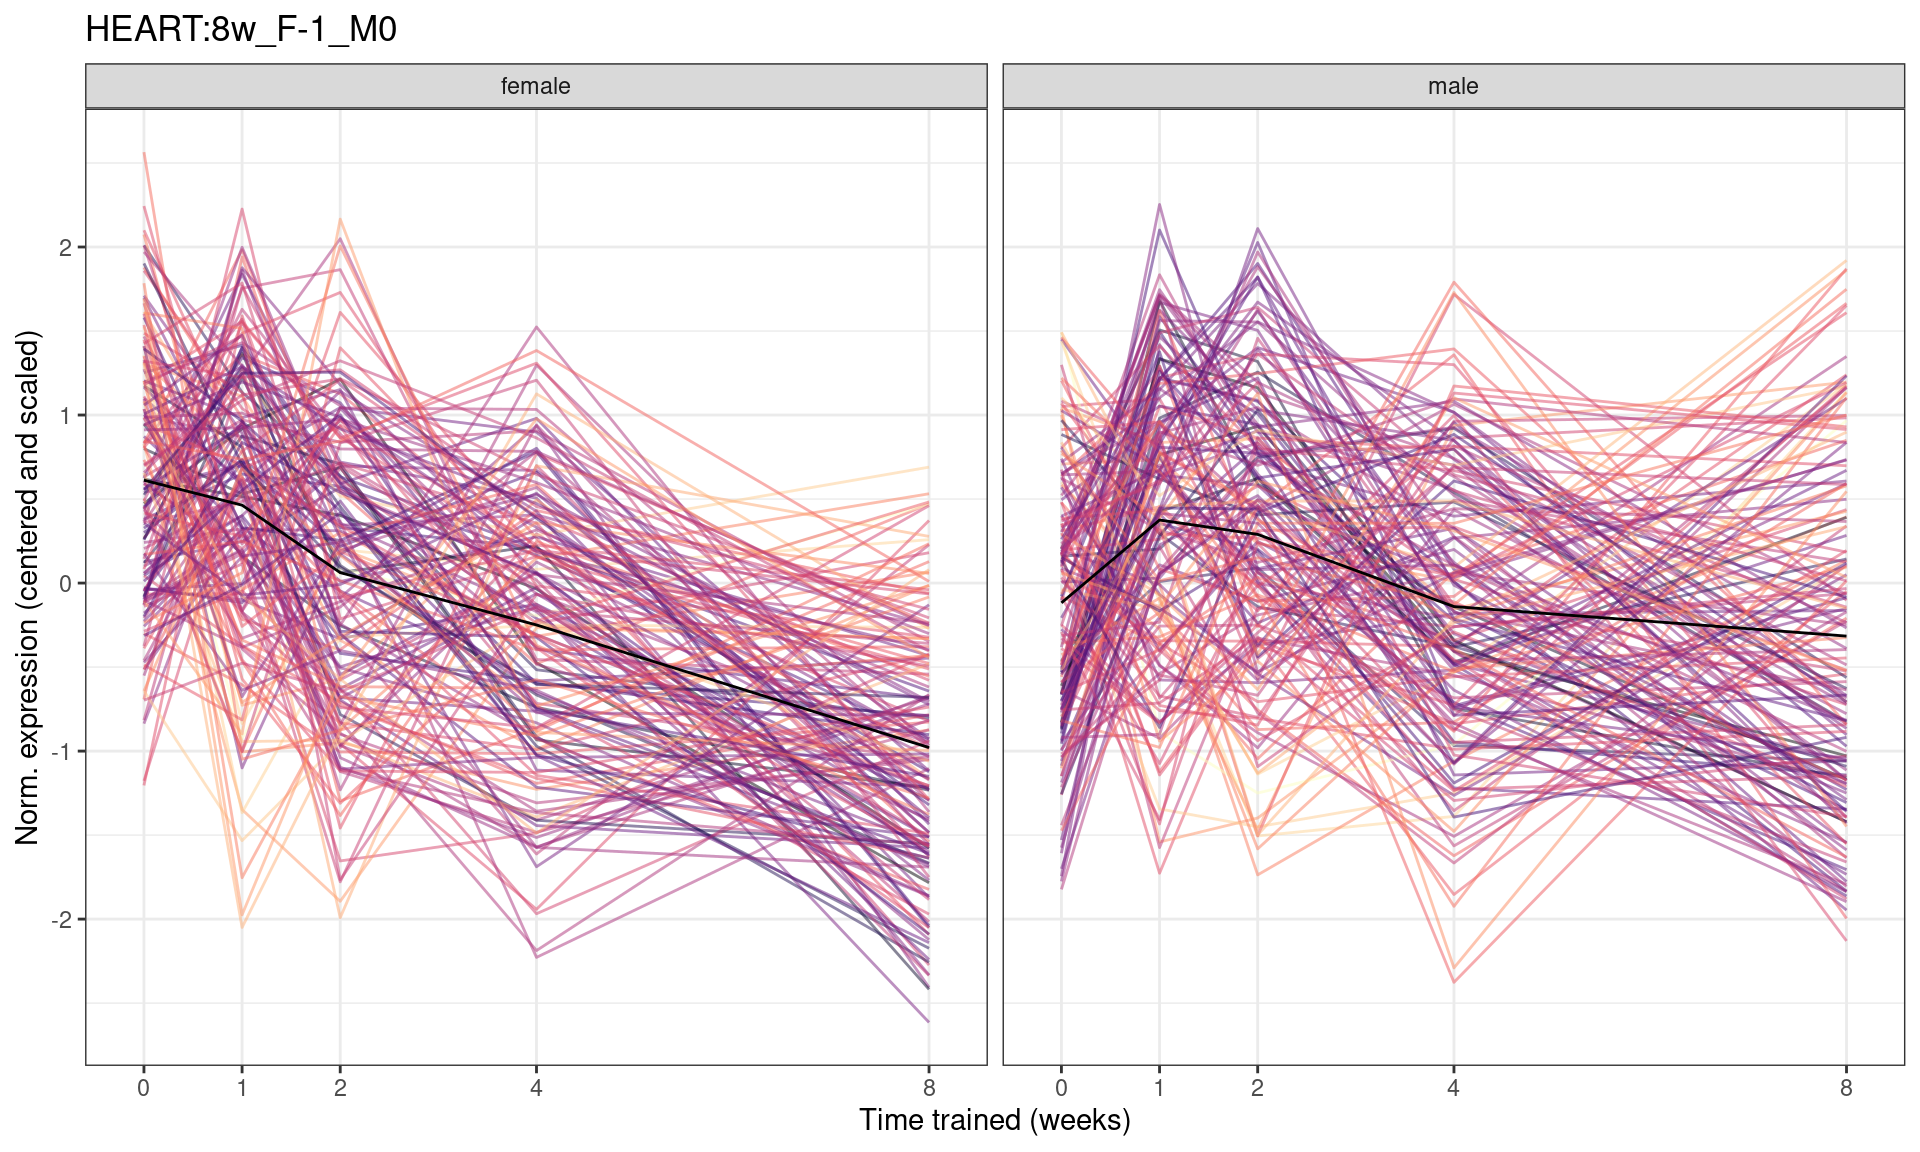 HEART:8w_F-1_M0
female
male
Norm. expression (centered and scaled)
2
1
0
-1
-2
0 1 2 4 8
0 1 2 4 8
Time trained (weeks)